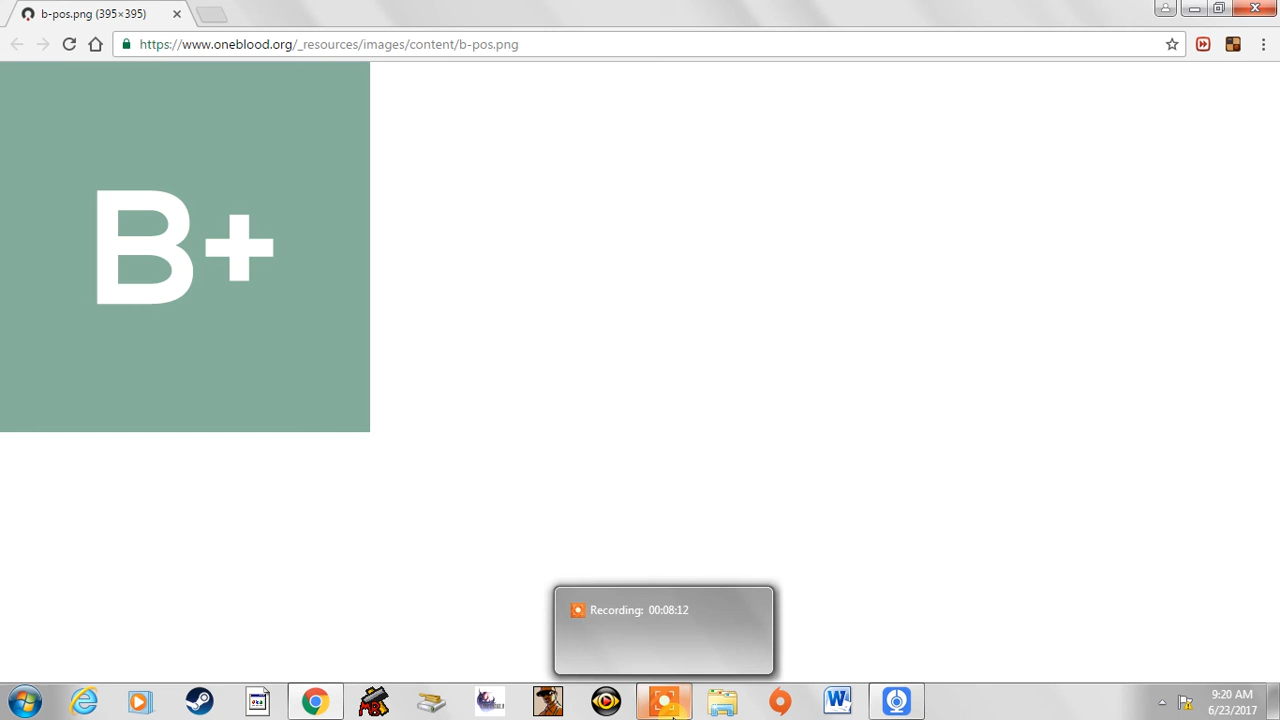 b-pos.png (395×395)
https://www.oneblood.org/_resources/images/content/b-pos.png
B+
Recording: 00:08:12
9:20 AM
6/23/2017